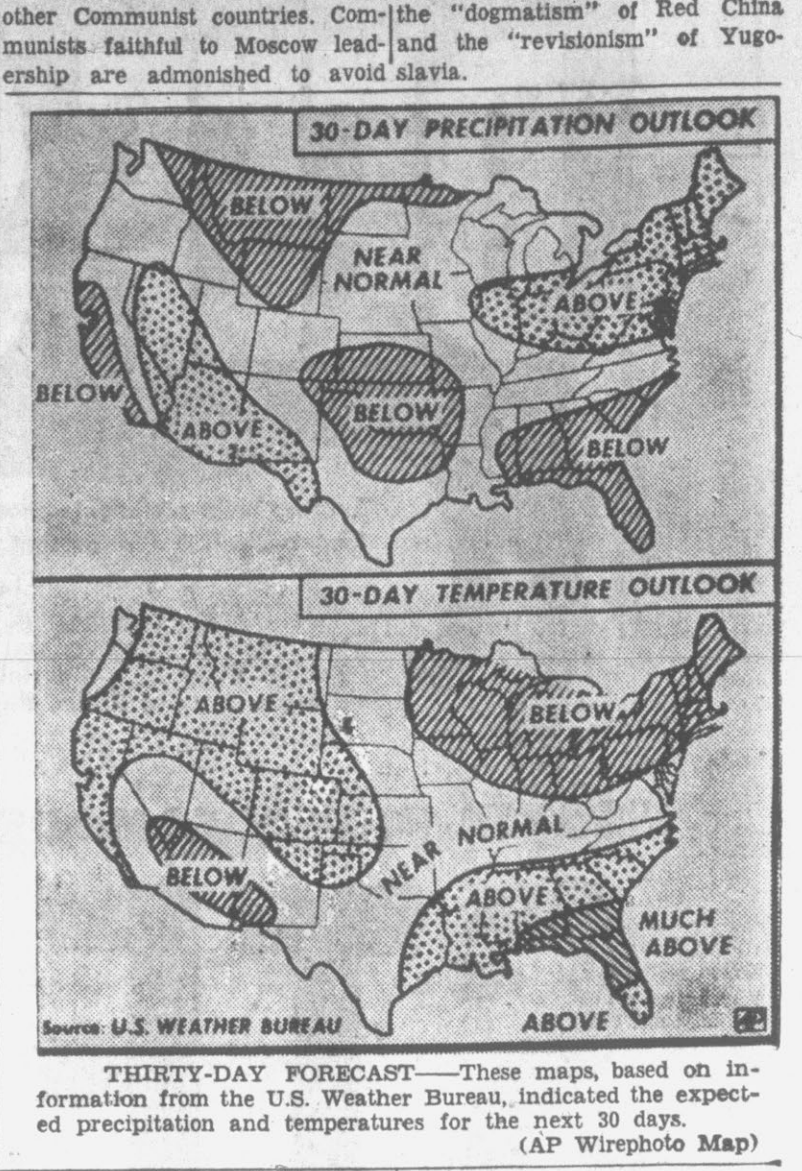 other Communist countries. Com-
munists faithful to Moscow lead-
ership are admonished to avoid
the "dogmatism" of Red China
and the "revisionism" of Yugo-
slavia.
30-DAY PRECIPITATION OUTLOOK
BELOW
NEAR
NORMAL
ABOVE
BELOW
BELOW
ABOVE
BELOW
30-DAY TEMPERATURE OUTLOOK
ABOVE
BELOW
NEAR NORMAL
BELOW
ABOVE
MUCH
ABOVE
ABOVE
Source: U.S. WEATHER BUREAU
AP
THIRTY-DAY FORECAST——These maps, based on in-
formation from the U.S. Weather Bureau, indicated the expect-
ed precipitation and temperatures for the next 30 days.
(AP Wirephoto Map)